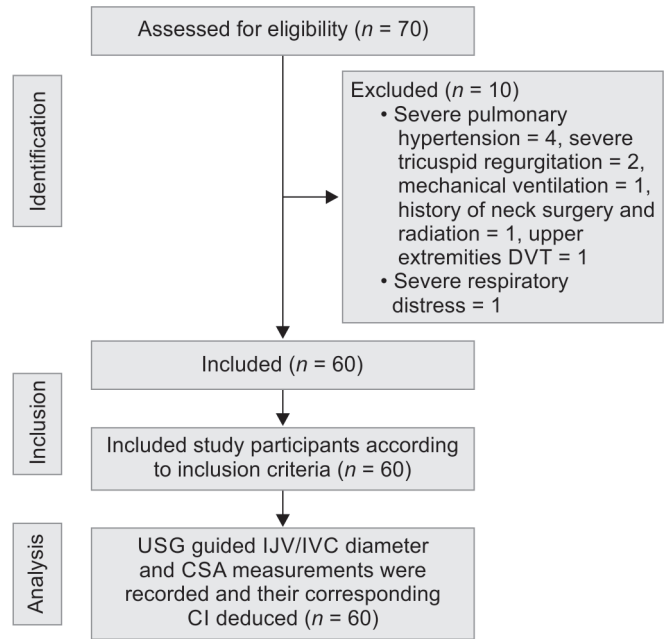 Assessed for eligibility (n = 70)
Identification
Excluded (n = 10)
• Severe pulmonary
hypertension = 4, severe
tricuspid regurgitation = 2,
mechanical ventilation = 1,
history of neck surgery and
radiation = 1, upper
extremities DVT = 1
• Severe respiratory
distress = 1
Included (n = 60)
Inclusion
Included study participants according
to inclusion criteria (n = 60)
Analysis
USG guided IJV/IVC diameter
and CSA measurements were
recorded and their corresponding
CI deduced (n = 60)